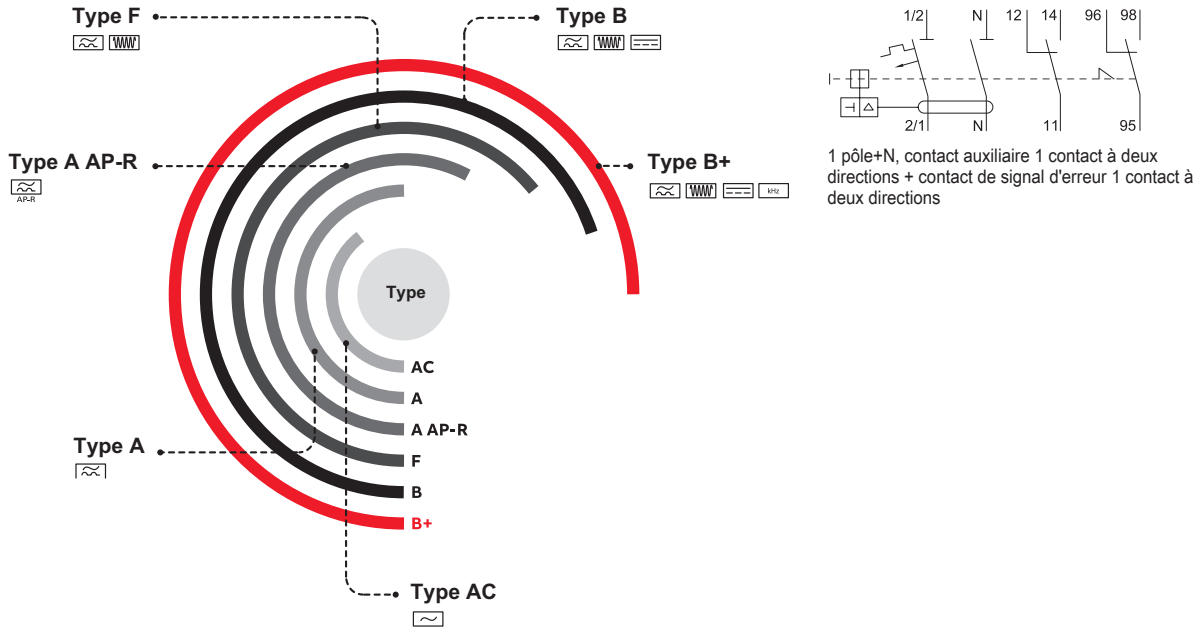 Type F
Type B
Type A AP-R
AP-R
Type B+
kHz
Type
AC
A
A AP-R
F
B
B+
Type A
Type AC
1/2 N 12 14 96 98
2/1 N 11 95
1 pôle+N, contact auxiliaire 1 contact à deux
directions + contact de signal d'erreur 1 contact à
deux directions